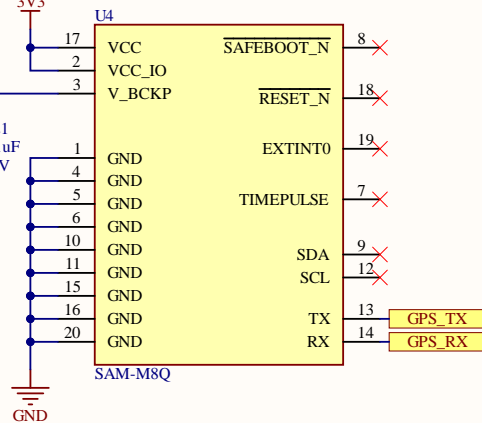 3V3
U4
17 VCC SAFEBOOT_N 8
2 VCC_IO
3 V_BCKP RESET_N 18
1
uF
V
EXTINT0 19
1 GND
4 GND
5 GND TIMEPULSE 7
6 GND
10 GND SDA 9
11 GND SCL 12
15 GND
16 GND TX 13 GPS_TX
20 GND RX 14 GPS_RX
SAM-M8Q
GND